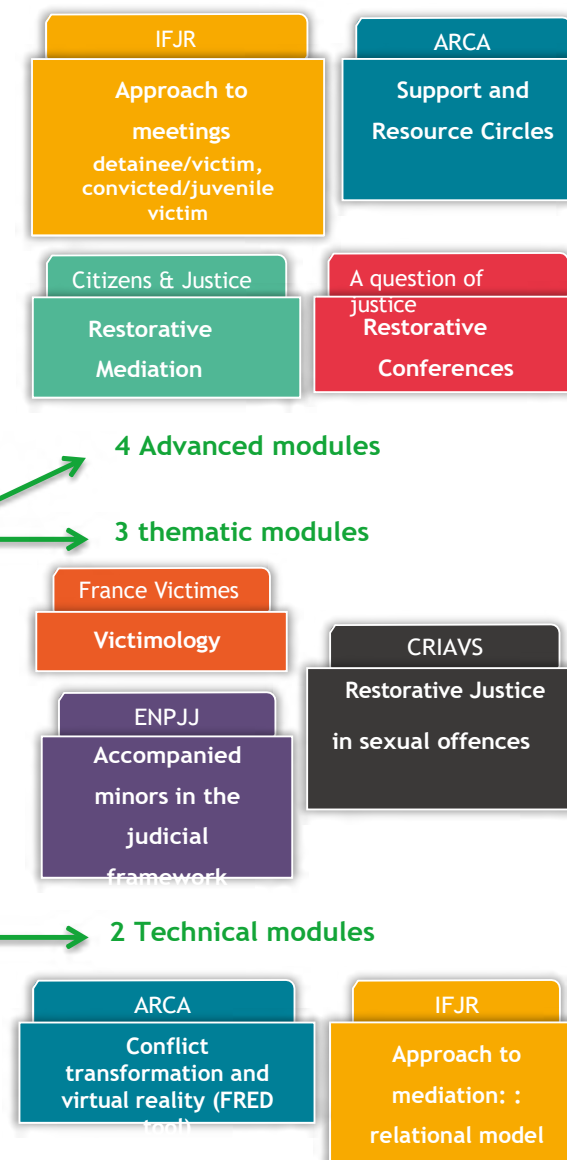 IFJR
Approach to
meetings
detainee/victim,
convicted/juvenile
victim
ARCA
Support and
Resource Circles
Citizens & Justice
Restorative
Mediation
A question of
justice
Restorative
Conferences
4 Advanced modules
3 thematic modules
France Victimes
Victimology
CRIAVS
Restorative Justice
in sexual offences
ENPJJ
Accompanied
minors in the
judicial
framework
2 Technical modules
ARCA
Conflict
transformation and
virtual reality (FRED
tool)
IFJR
Approach to
mediation: :
relational model